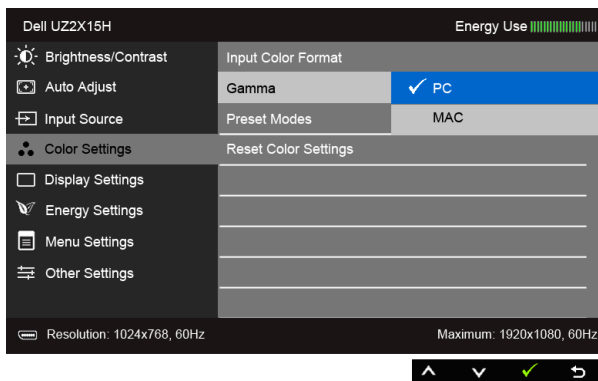 Dell UZ2X15H Energy Use
Brightness/Contrast Input Color Format
Auto Adjust Gamma PC
Input Source Preset Modes MAC
Color Settings Reset Color Settings
Display Settings
Energy Settings
Menu Settings
Other Settings
Resolution: 1024x768, 60Hz Maximum: 1920x1080, 60Hz